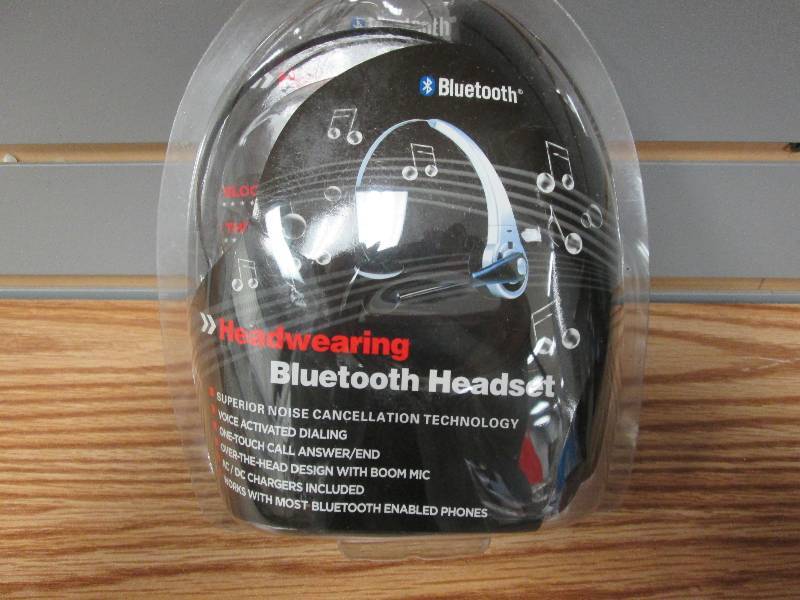 Bluetooth
Bluetooth®
Headwearing
Bluetooth Headset
SUPERIOR NOISE CANCELLATION TECHNOLOGY
VOICE ACTIVATED DIALING
ONE-TOUCH CALL ANSWER/END
OVER-THE-HEAD DESIGN WITH BOOM MIC
AC/DC CHARGERS INCLUDED
WORKS WITH MOST BLUETOOTH ENABLED PHONES